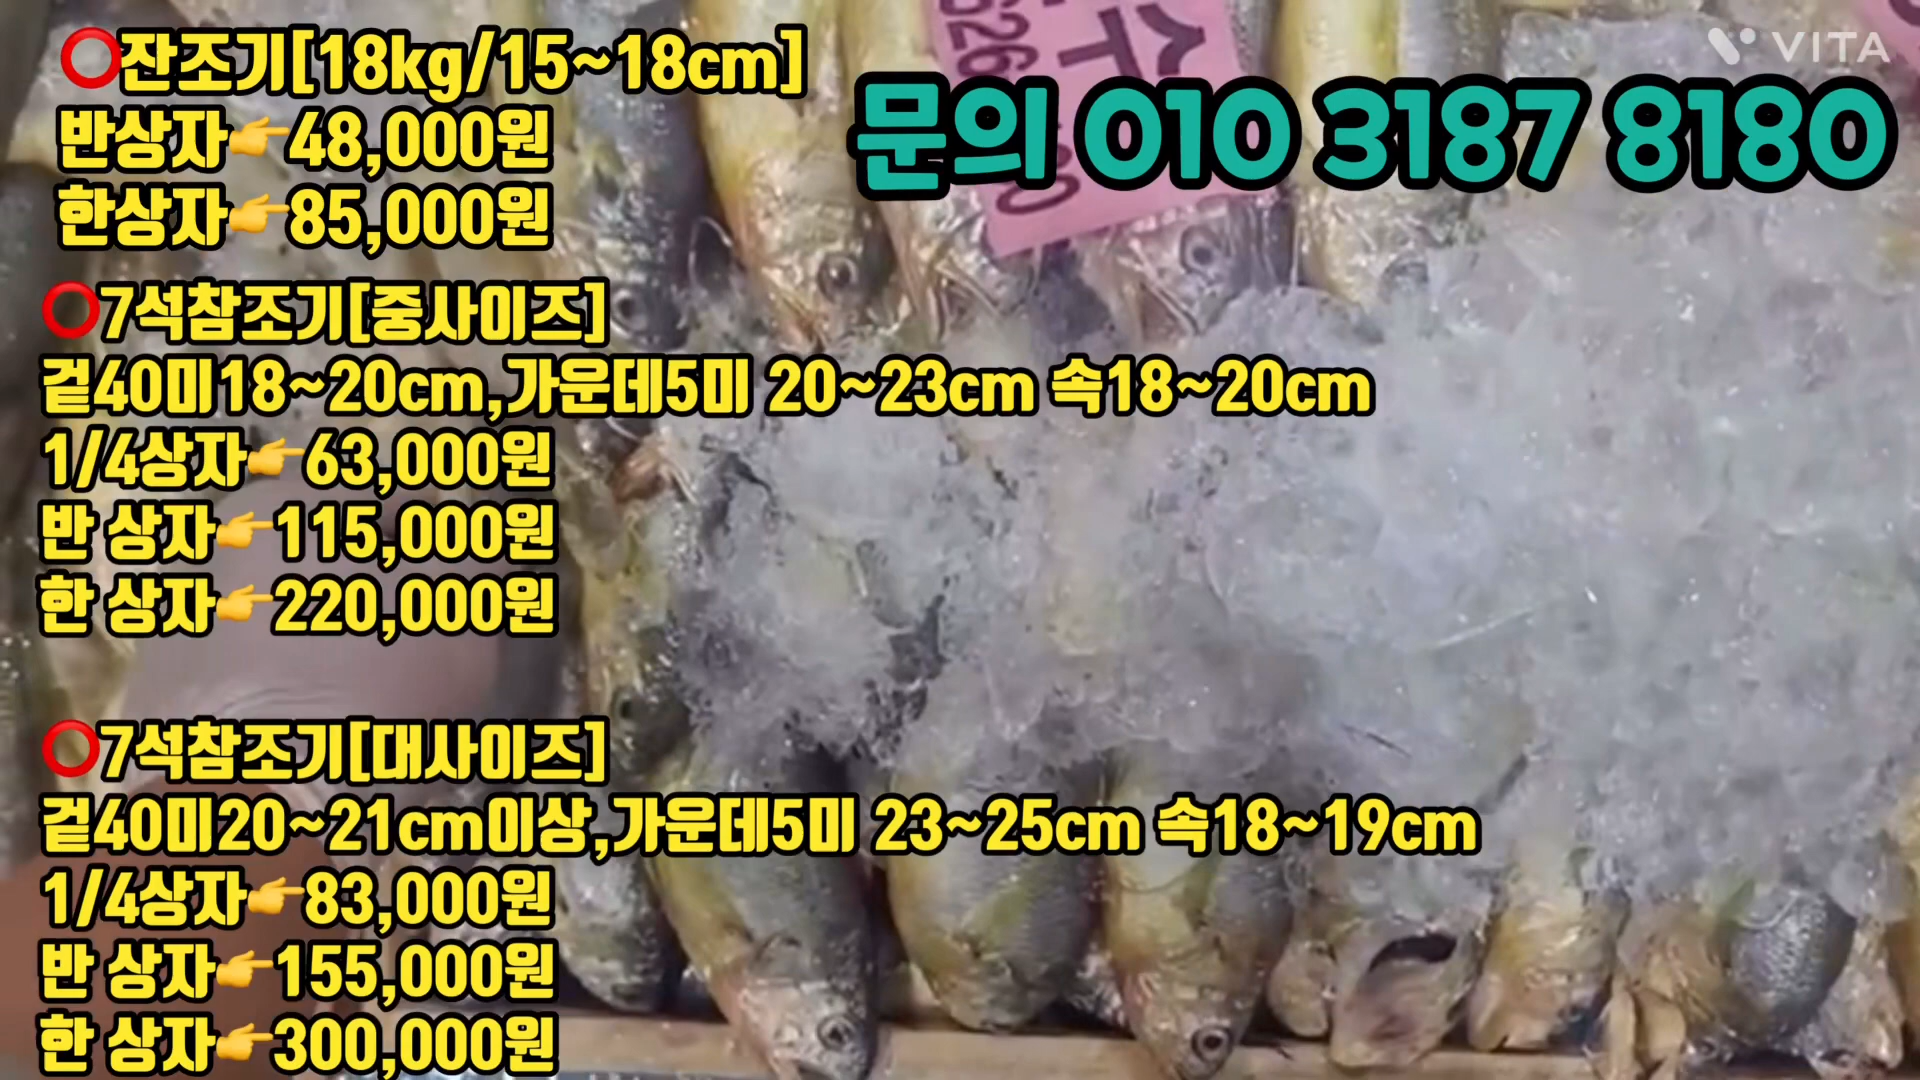 ⭕잔조기[18kg/15~18cm]
반상자👉48,000원
한상자👉85,000원
VITA
문의 010 3187 8180
⭕7석참조기[중사이즈]
겉40미18~20cm,가운데5미 20~23cm 속18~20cm
1/4상자👉63,000원
반 상자👉115,000원
한 상자👉220,000원
⭕7석참조기[대사이즈]
겉40미20~21cm이상,가운데5미 23~25cm 속18~19cm
1/4상자👉83,000원
반 상자👉155,000원
한 상자👉300,000원